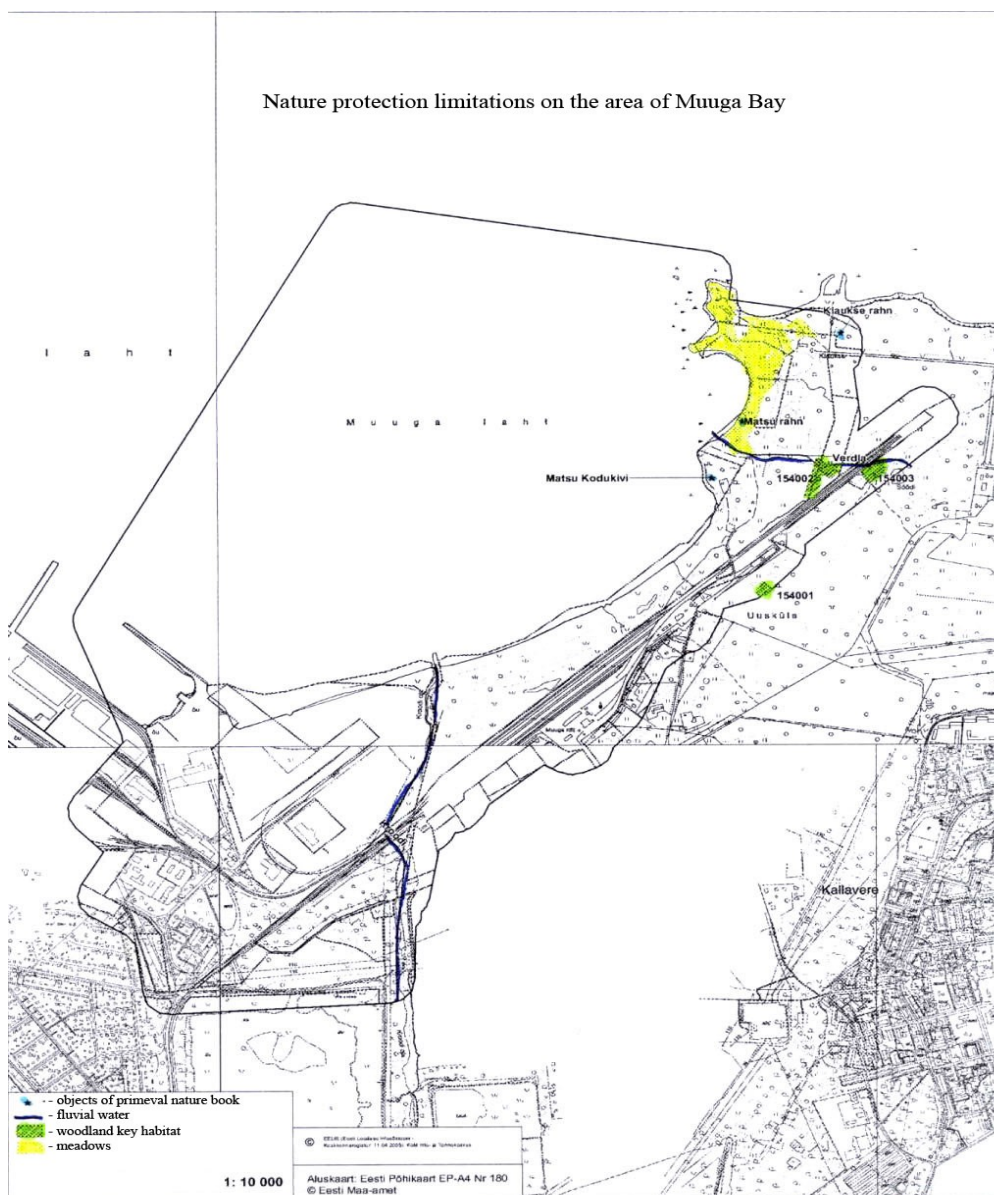 Nature protection limitations on the area of Muuga Bay
l a h t
Klaukse rahn
M u u g a l a h t
Matsu rahn
Matsu Kodukivi
Verdla
154002
154003
154001
Uusküla
Kallavere
- - objects of primeval nature book
- fluvial water
- woodland key habitat
- meadows
1: 10 000
©
Aluskaart: Eesti Põhikaart EP-A4 Nr 180
© Eesti Maa-amet